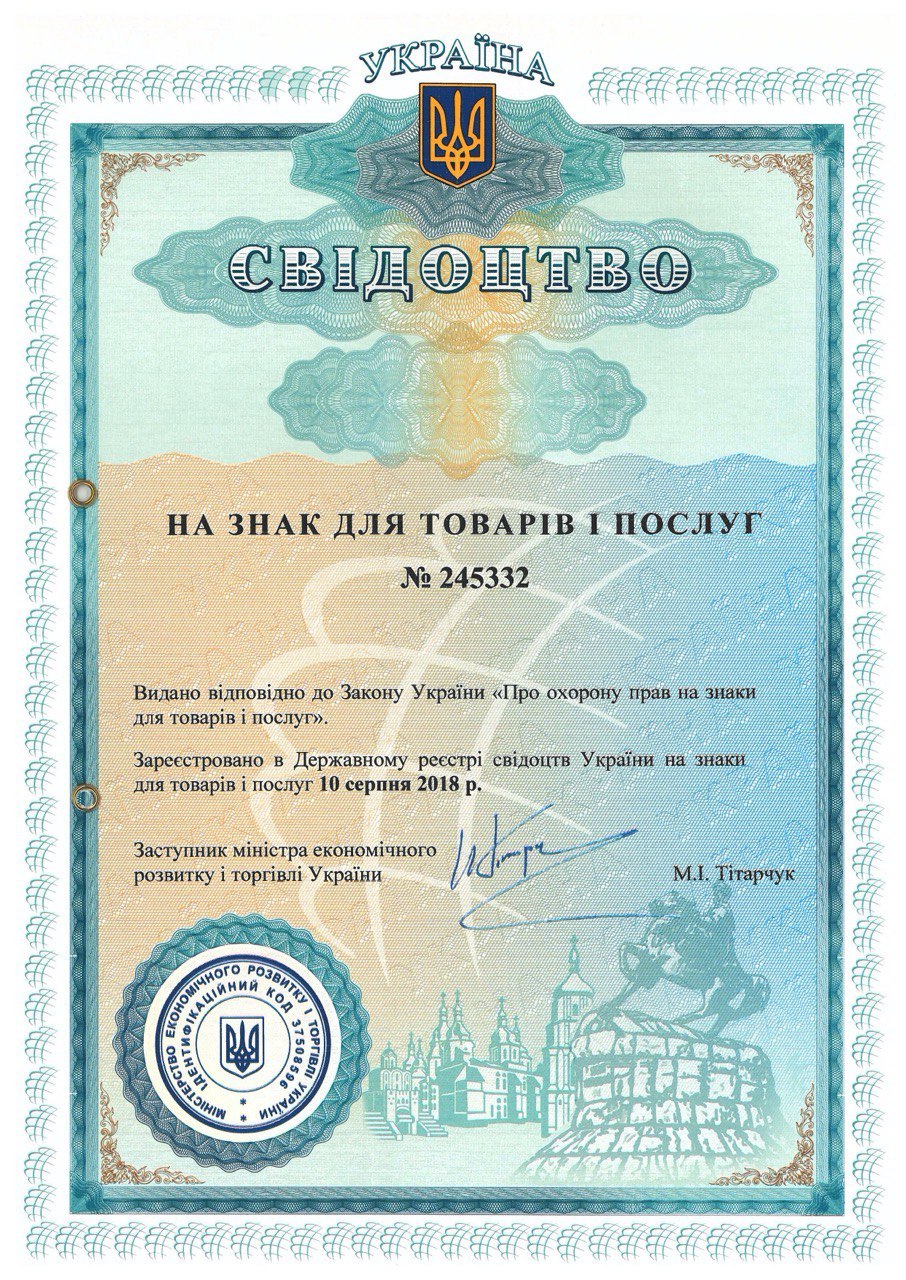 УКРАЇНА
СВІДОЦТВО
НА ЗНАК ДЛЯ ТОВАРІВ І ПОСЛУГ
№ 245332
Видано відповідно до Закону України «Про охорону прав на знаки
для товарів і послуг».
Зареєстровано в Державному реєстрі свідоцтв України на знаки
для товарів і послуг 10 серпня 2018 р.
Заступник міністра економічного
розвитку і торгівлі України
М.І. Тітарчук
МІНІСТЕРСТВО ЕКОНОМІЧНОГО РОЗВИТКУ І ТОРГІВЛІ УКРАЇНИ
ІДЕНТИФІКАЦІЙНИЙ КОД 37508596